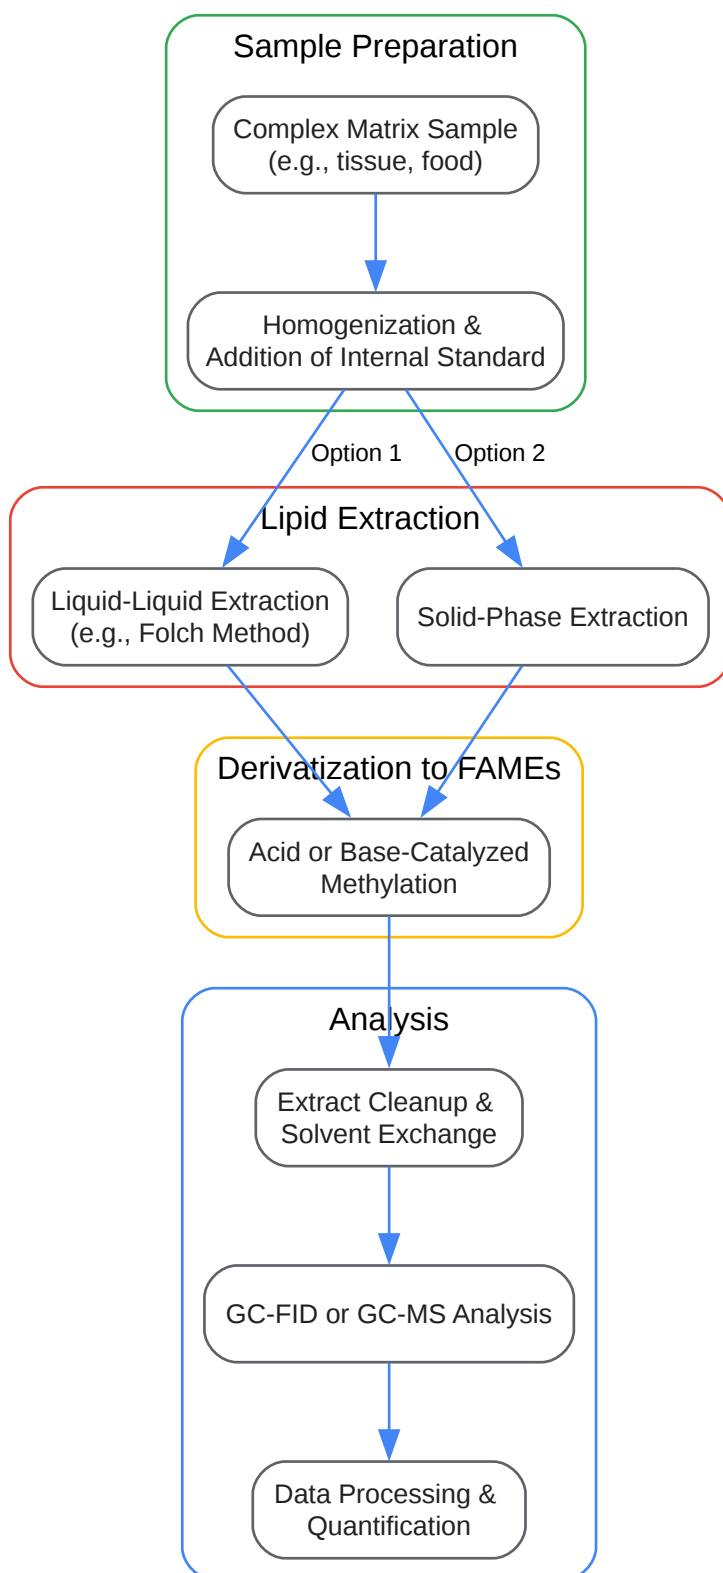 Sample Preparation
Complex Matrix Sample
(e.g., tissue, food)
Homogenization &
Addition of Internal Standard
Option 1
Option 2
Lipid Extraction
Liquid-Liquid Extraction
(e.g., Folch Method)
Solid-Phase Extraction
Derivatization to FAMEs
Acid or Base-Catalyzed
Methylation
Analysis
Extract Cleanup &
Solvent Exchange
GC-FID or GC-MS Analysis
Data Processing &
Quantification